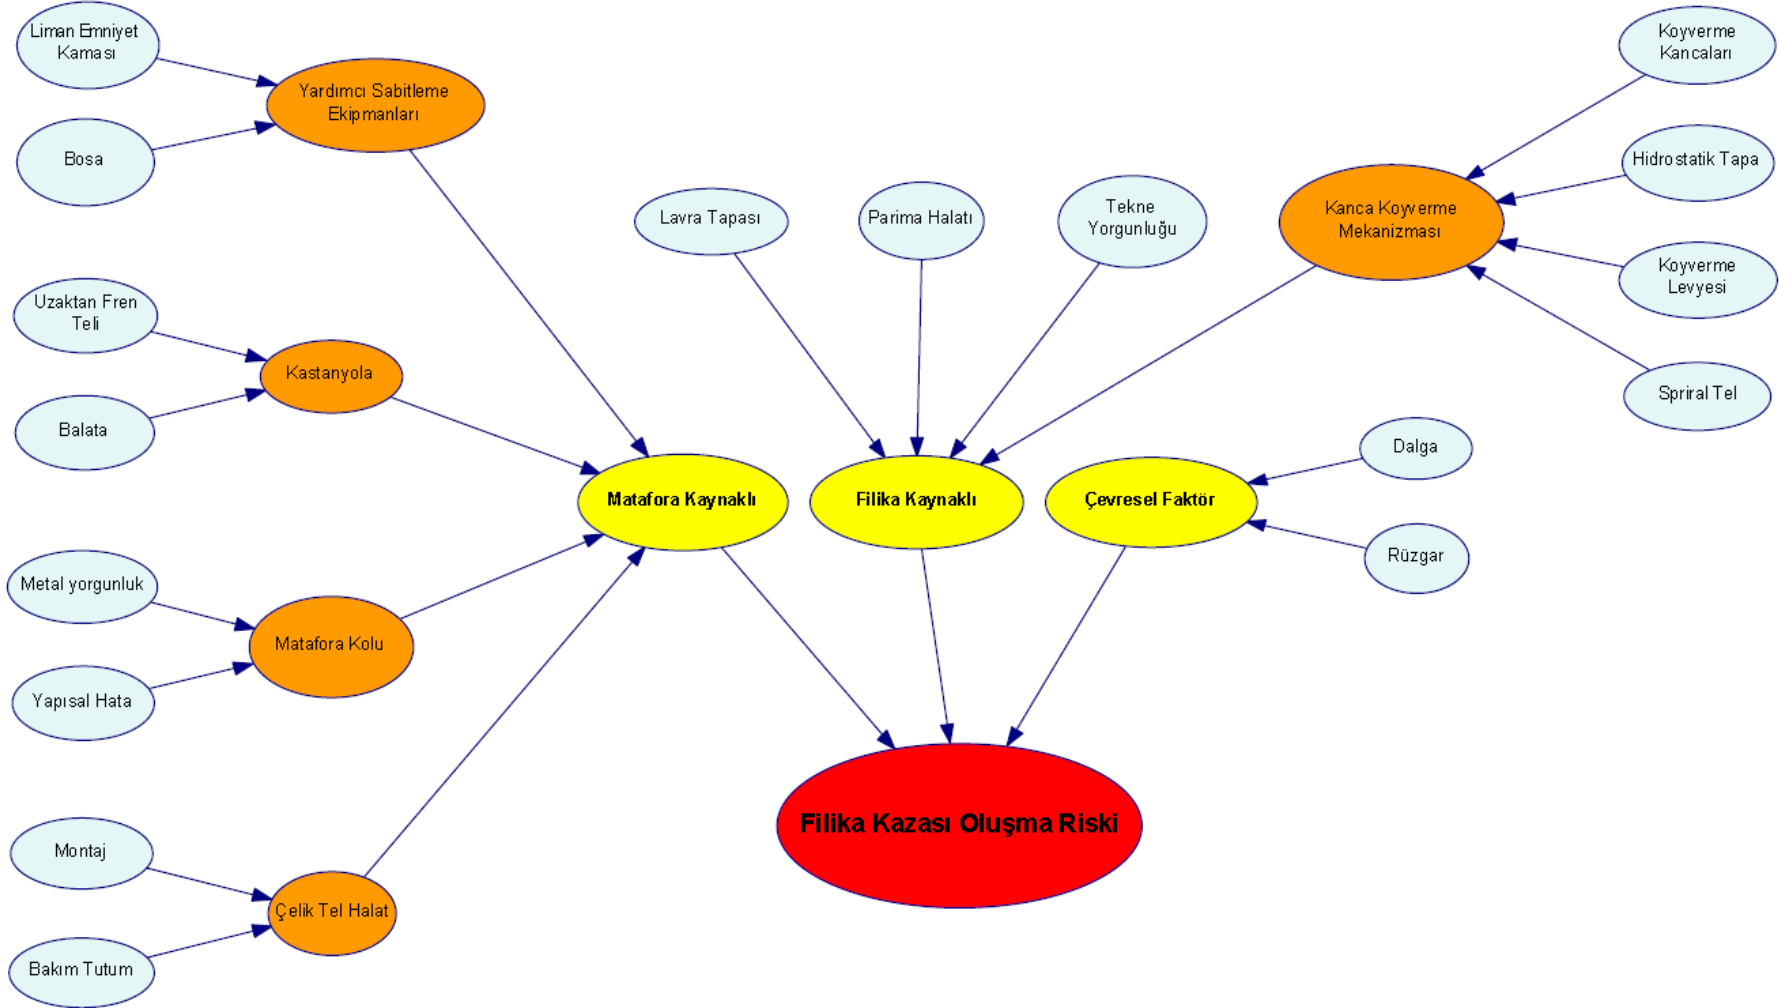 Liman Emniyet
Kaması
Yardımcı Sabitleme
Ekipmanları
Bosa
Koyverme
Kancaları
Hidrostatik Tapa
Kanca Koyverme
Mekanizması
Koyverme
Levyesi
Spriral Tel
Lavra Tapası
Parima Halatı
Tekne
Yorgunluğu
Uzaktan Fren
Teli
Kastanyola
Balata
Dalga
Rüzgar
Matafora Kaynaklı
Filika Kaynaklı
Çevresel Faktör
Metal yorgunluk
Matafora Kolu
Yapısal Hata
Montaj
Çelik Tel Halat
Bakım Tutum
Filika Kazası Oluşma Riski